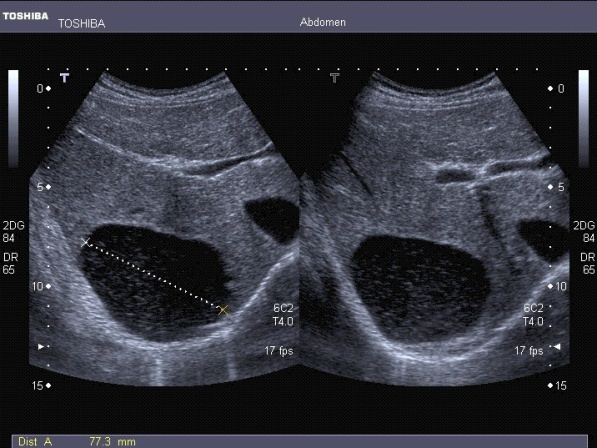 TOSHIBA TOSHIBA Abdomen
T T
0 0
5 5
2DG 2DG
84 84
DR DR
65 65
10 10
6C2 6C2
T4.0 T4.0
17 fps 17 fps
15 15
Dist A 77.3 mm